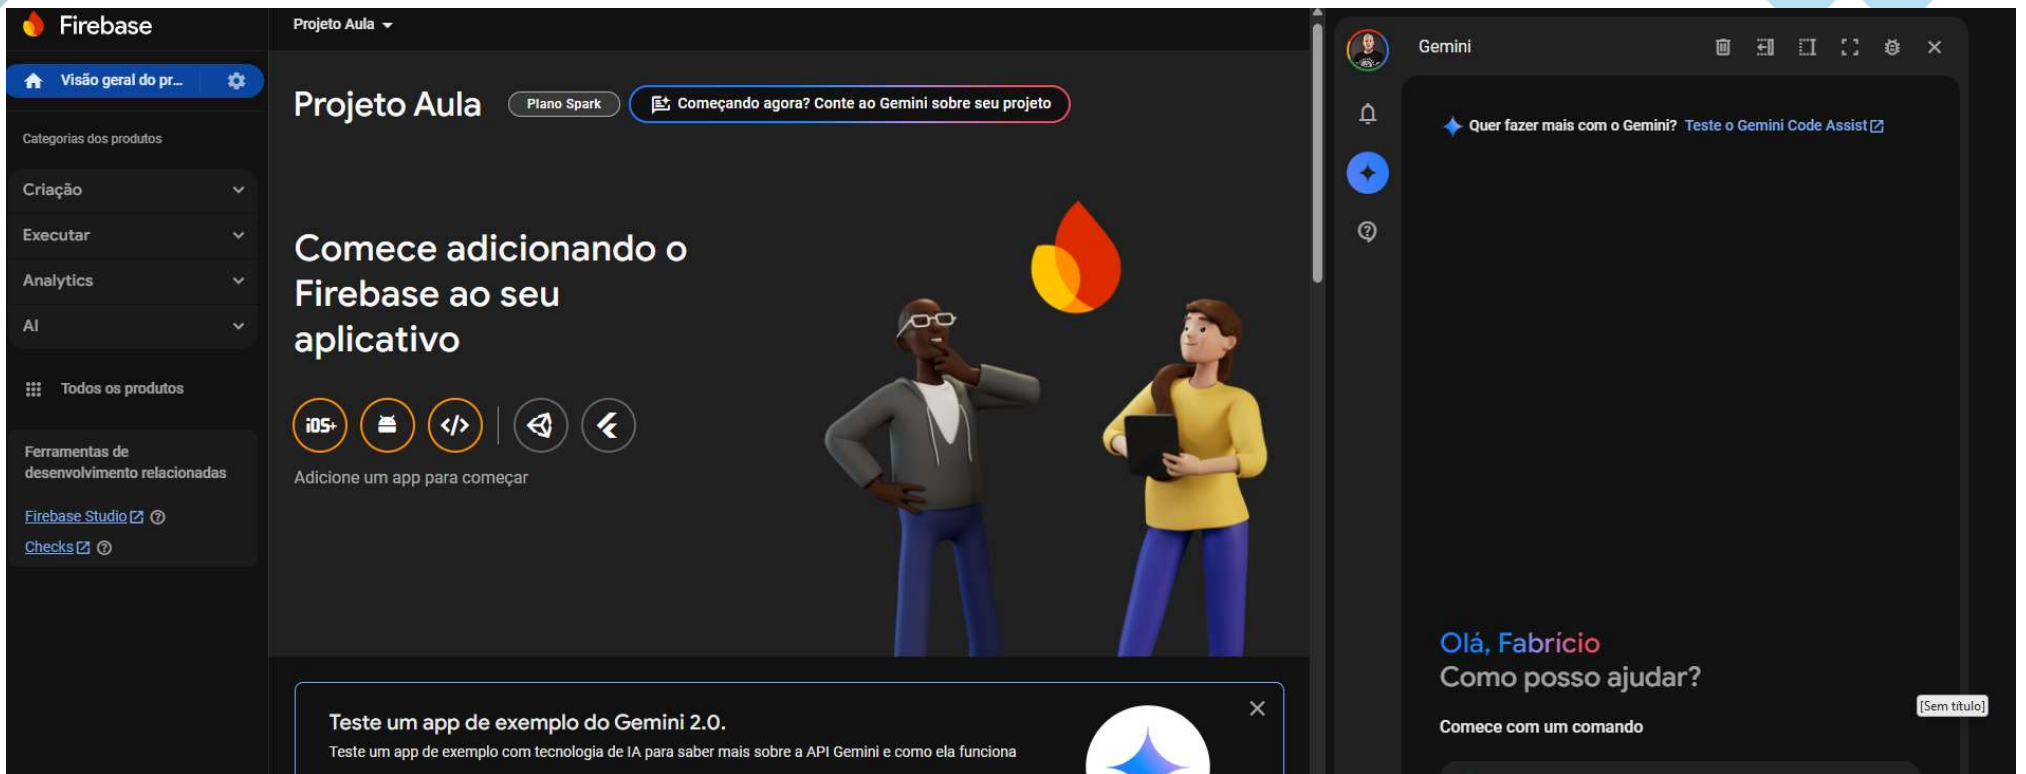 Firebase
Visão geral do pr...
Categorias dos produtos
Criação
Executar
Analytics
AI
Todos os produtos
Ferramentas de
desenvolvimento relacionadas
Firebase Studio
Checks
Projeto Aula
Projeto Aula
Plano Spark
Começando agora? Conte ao Gemini sobre seu projeto
Comece adicionando o
Firebase ao seu
aplicativo
iOS+
Adicione um app para começar
Teste um app de exemplo do Gemini 2.0.
Teste um app de exemplo com tecnologia de IA para saber mais sobre a API Gemini e como ela funciona
Gemini
Quer fazer mais com o Gemini? Teste o Gemini Code Assist
Olá, Fabrício
Como posso ajudar?
[Sem título]
Comece com um comando